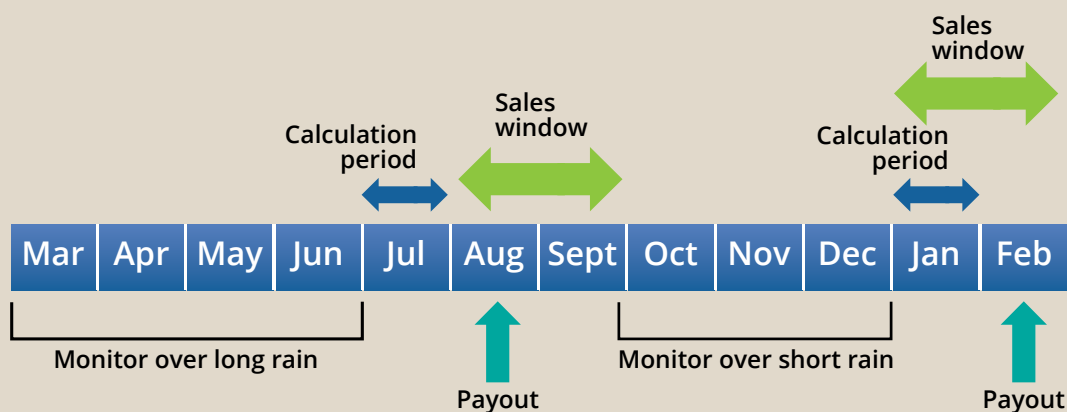 Sales
window
Sales
window
Calculation
period
Calculation
period
Mar Apr May Jun Jul Aug Sept Oct Nov Dec Jan Feb
Monitor over long rain
Monitor over short rain
Payout
Payout